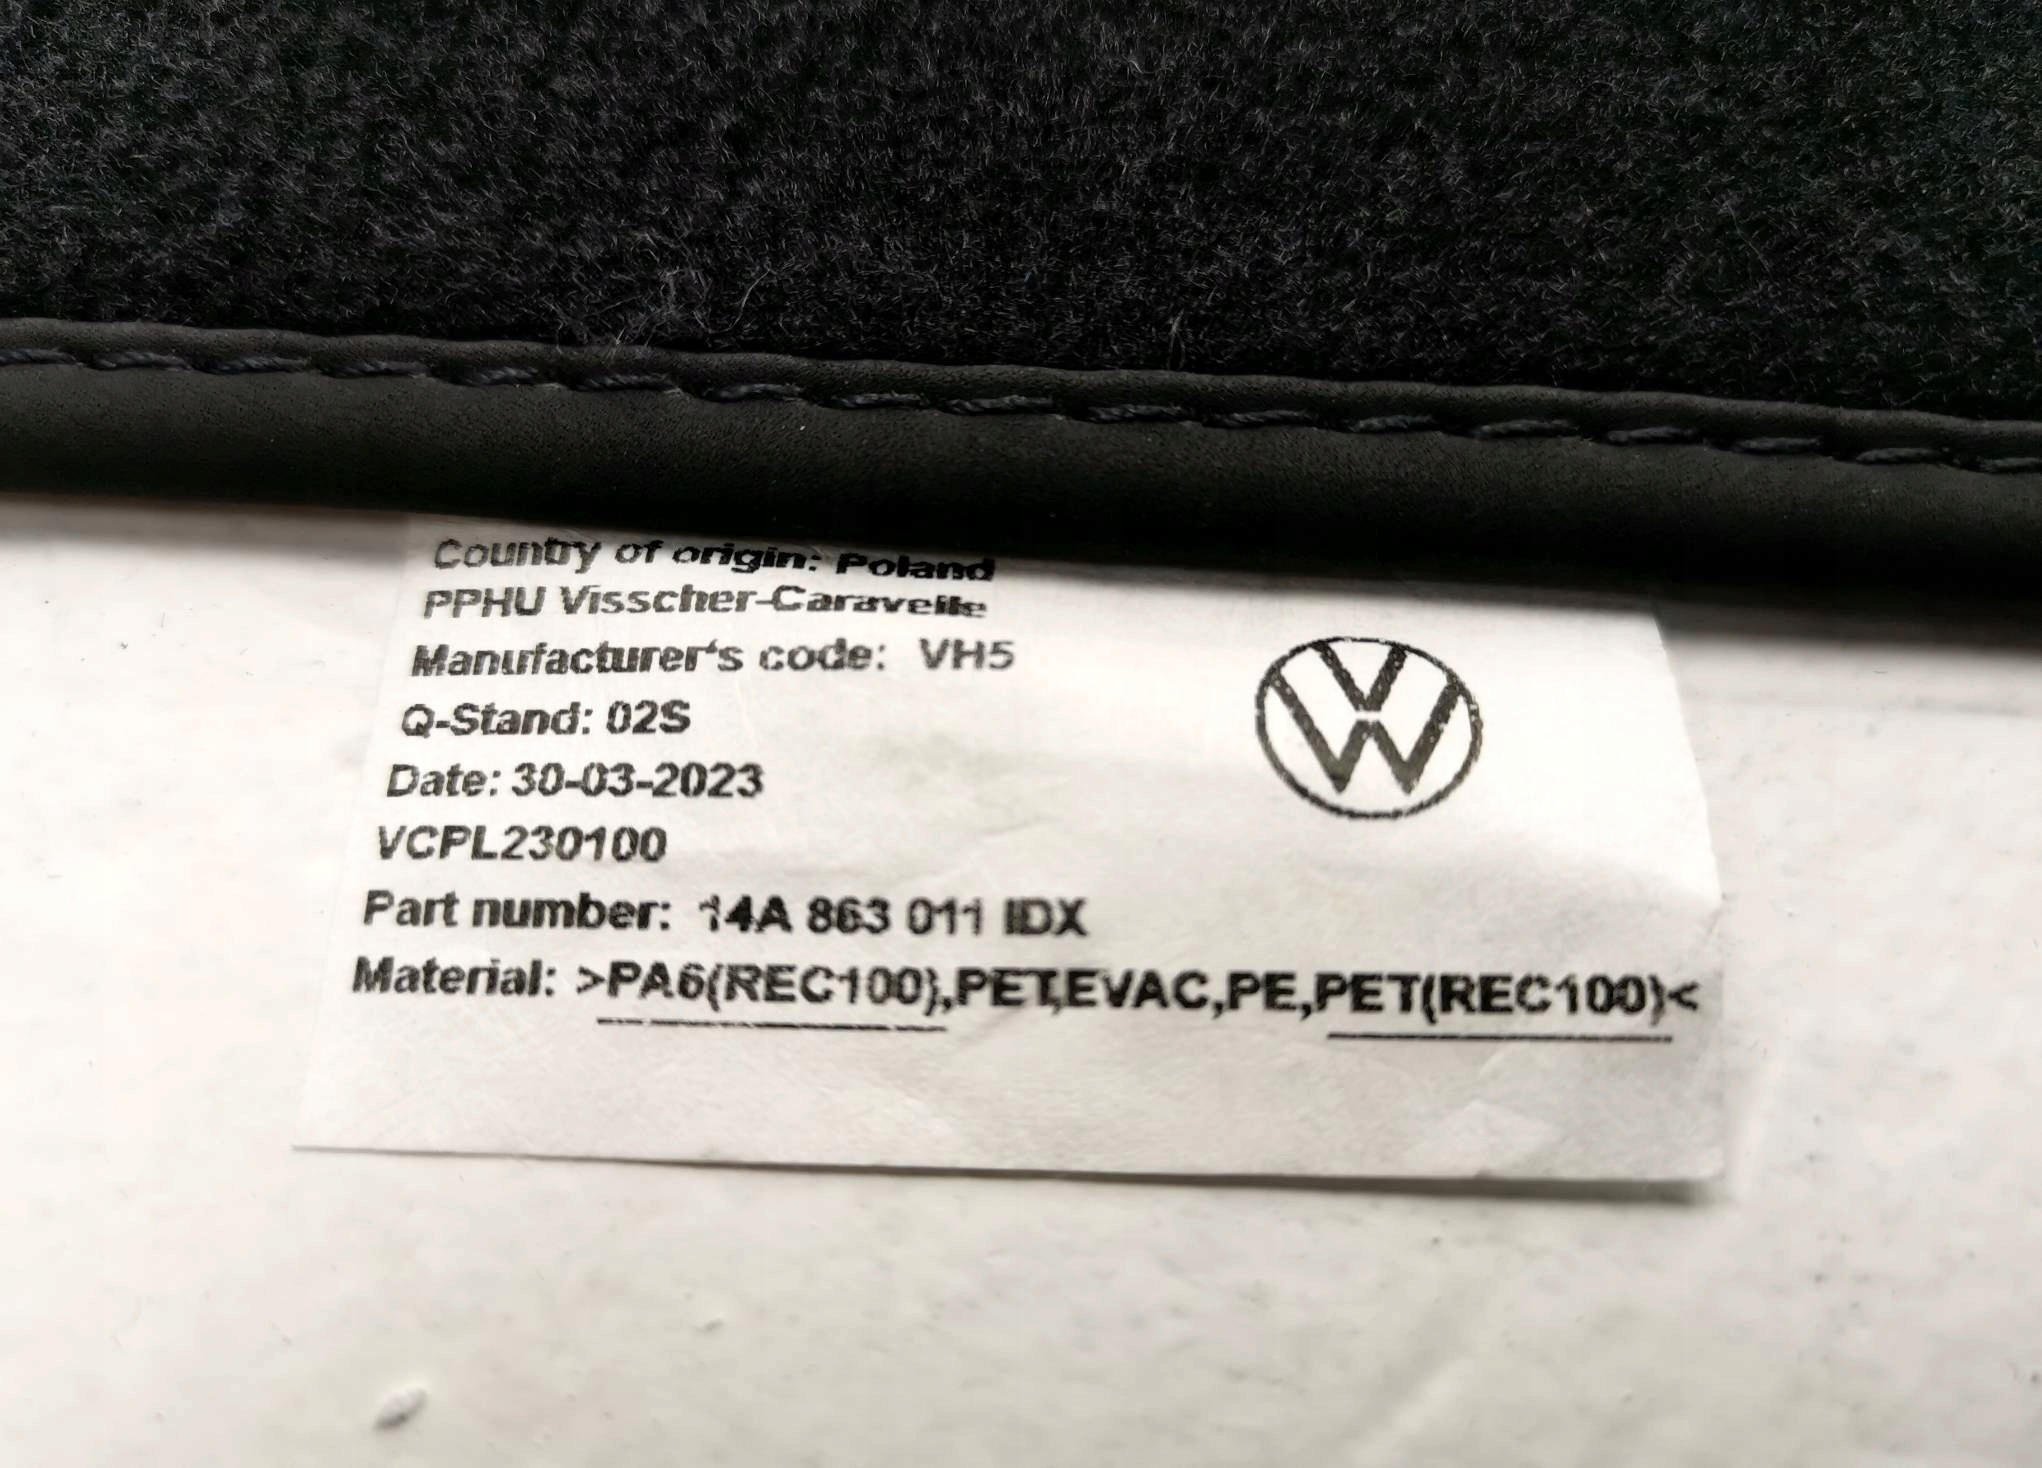 Country of origin: Poland
PPHU Visscher-Caravelle
Manufacturer's code: VH5
Q-Stand: 02S
Date: 30-03-2023
VCPL230100
Part number: 14A 863 011 IDX
Material: >PA6(REC100),PET,EVAC,PE,PET(REC100)<